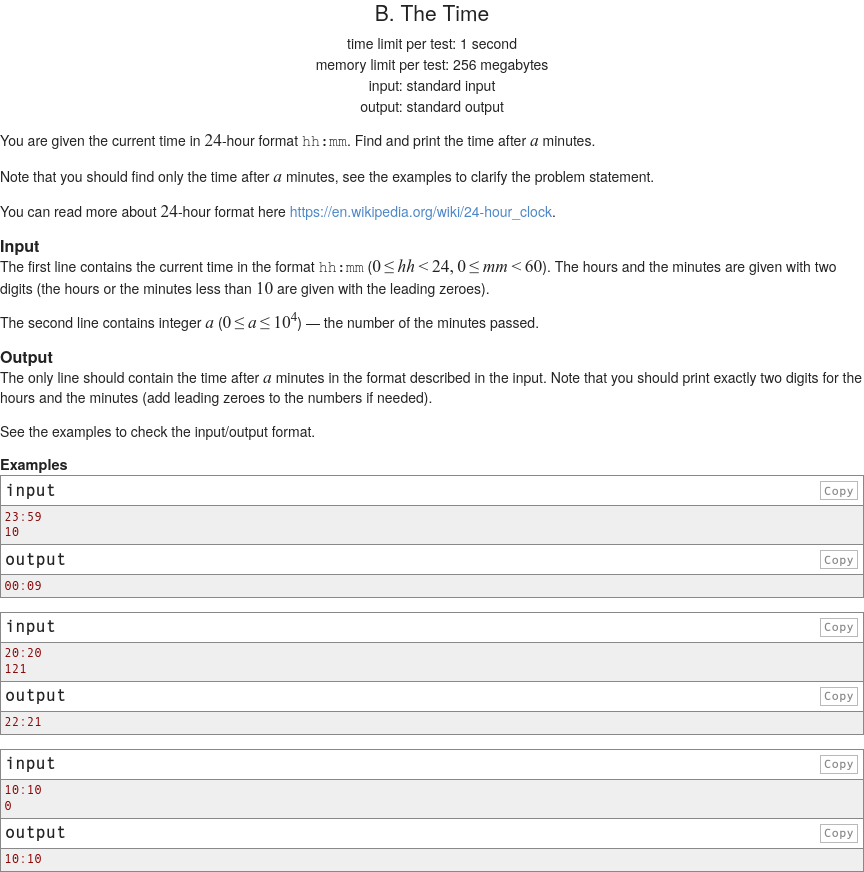 B. The Time
time limit per test: 1 second
memory limit per test: 256 megabytes
input: standard input
output: standard output
You are given the current time in 24-hour format hh:mm. Find and print the time after a minutes.
Note that you should find only the time after a minutes, see the examples to clarify the problem statement.
You can read more about 24-hour format here https://en.wikipedia.org/wiki/24-hour_clock.
Input
The first line contains the current time in the format hh:mm (0 ≤ hh < 24, 0 ≤ mm < 60). The hours and the minutes are given with two
digits (the hours or the minutes less than 10 are given with the leading zeroes).
The second line contains integer a (0 ≤ a ≤ 10⁴) — the number of the minutes passed.
Output
The only line should contain the time after a minutes in the format described in the input. Note that you should print exactly two digits for the
hours and the minutes (add leading zeroes to the numbers if needed).
See the examples to check the input/output format.
Examples
input Copy
23:59
10
output Copy
00:09
input Copy
20:20
121
output Copy
22:21
input Copy
10:10
0
output Copy
10:10